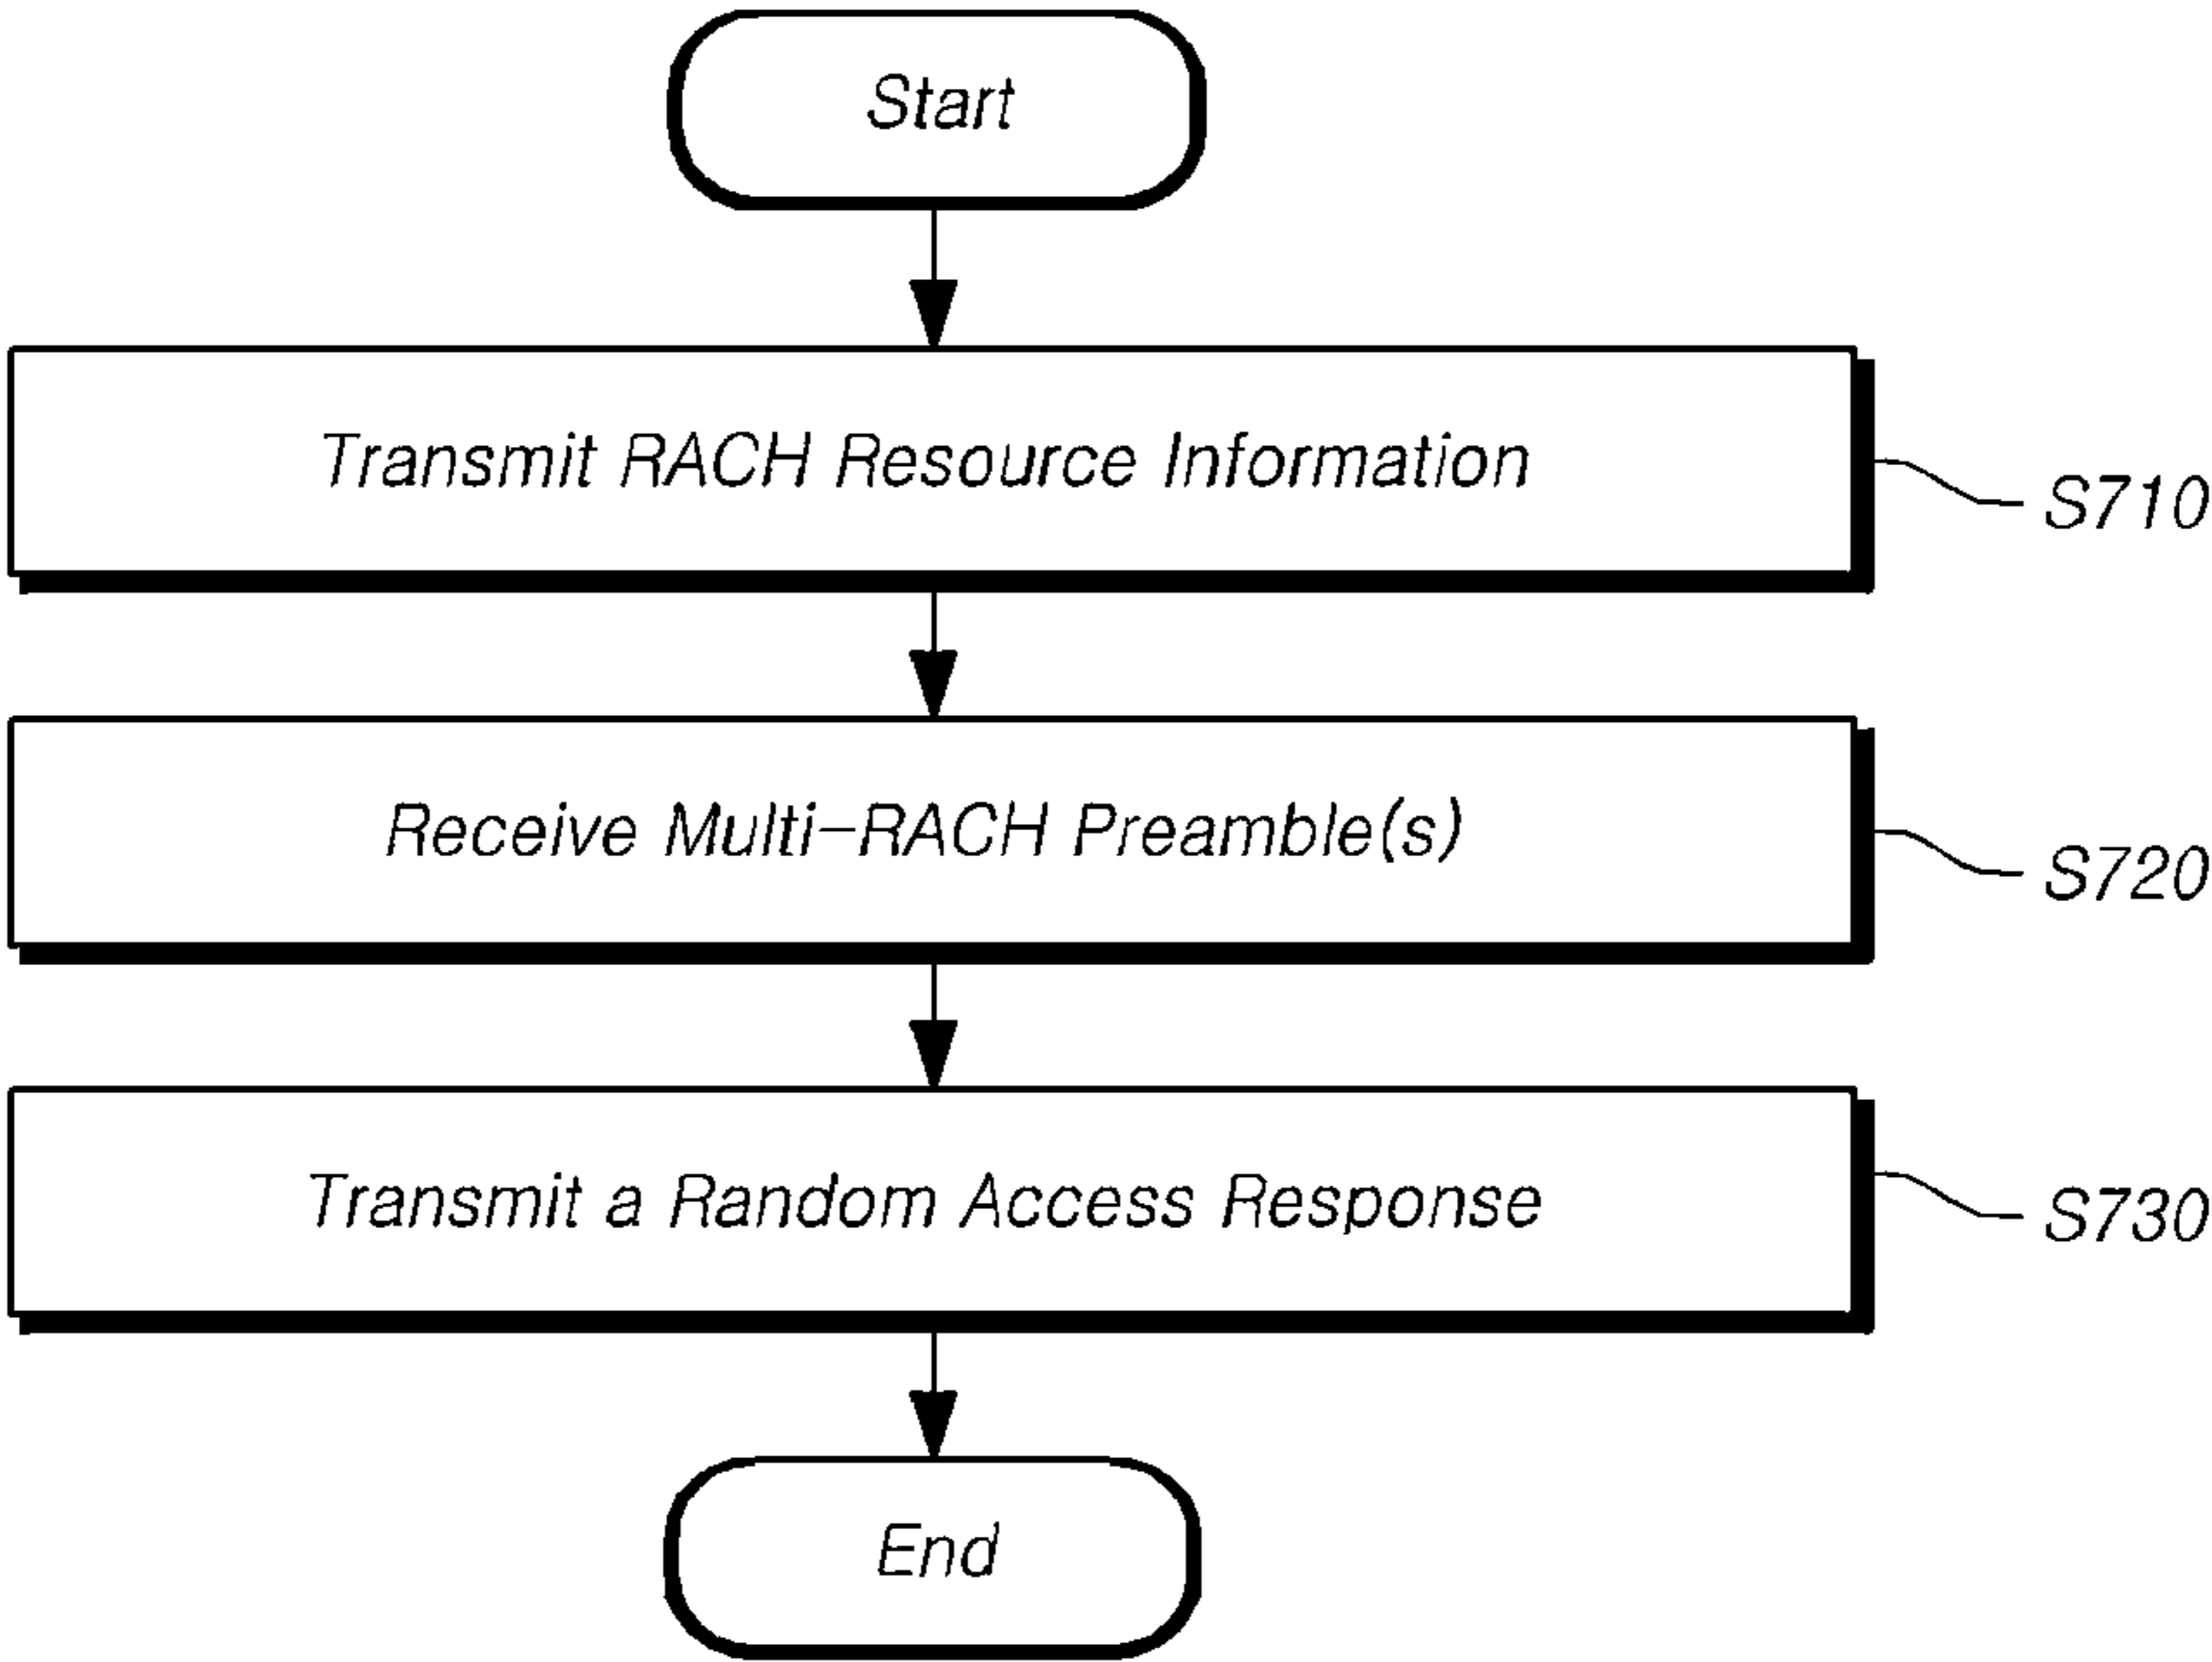 Start
Transmit RACH Resource Information
S710
Receive Multi-RACH Preamble(s)
S720
Transmit a Random Access Response
S730
End